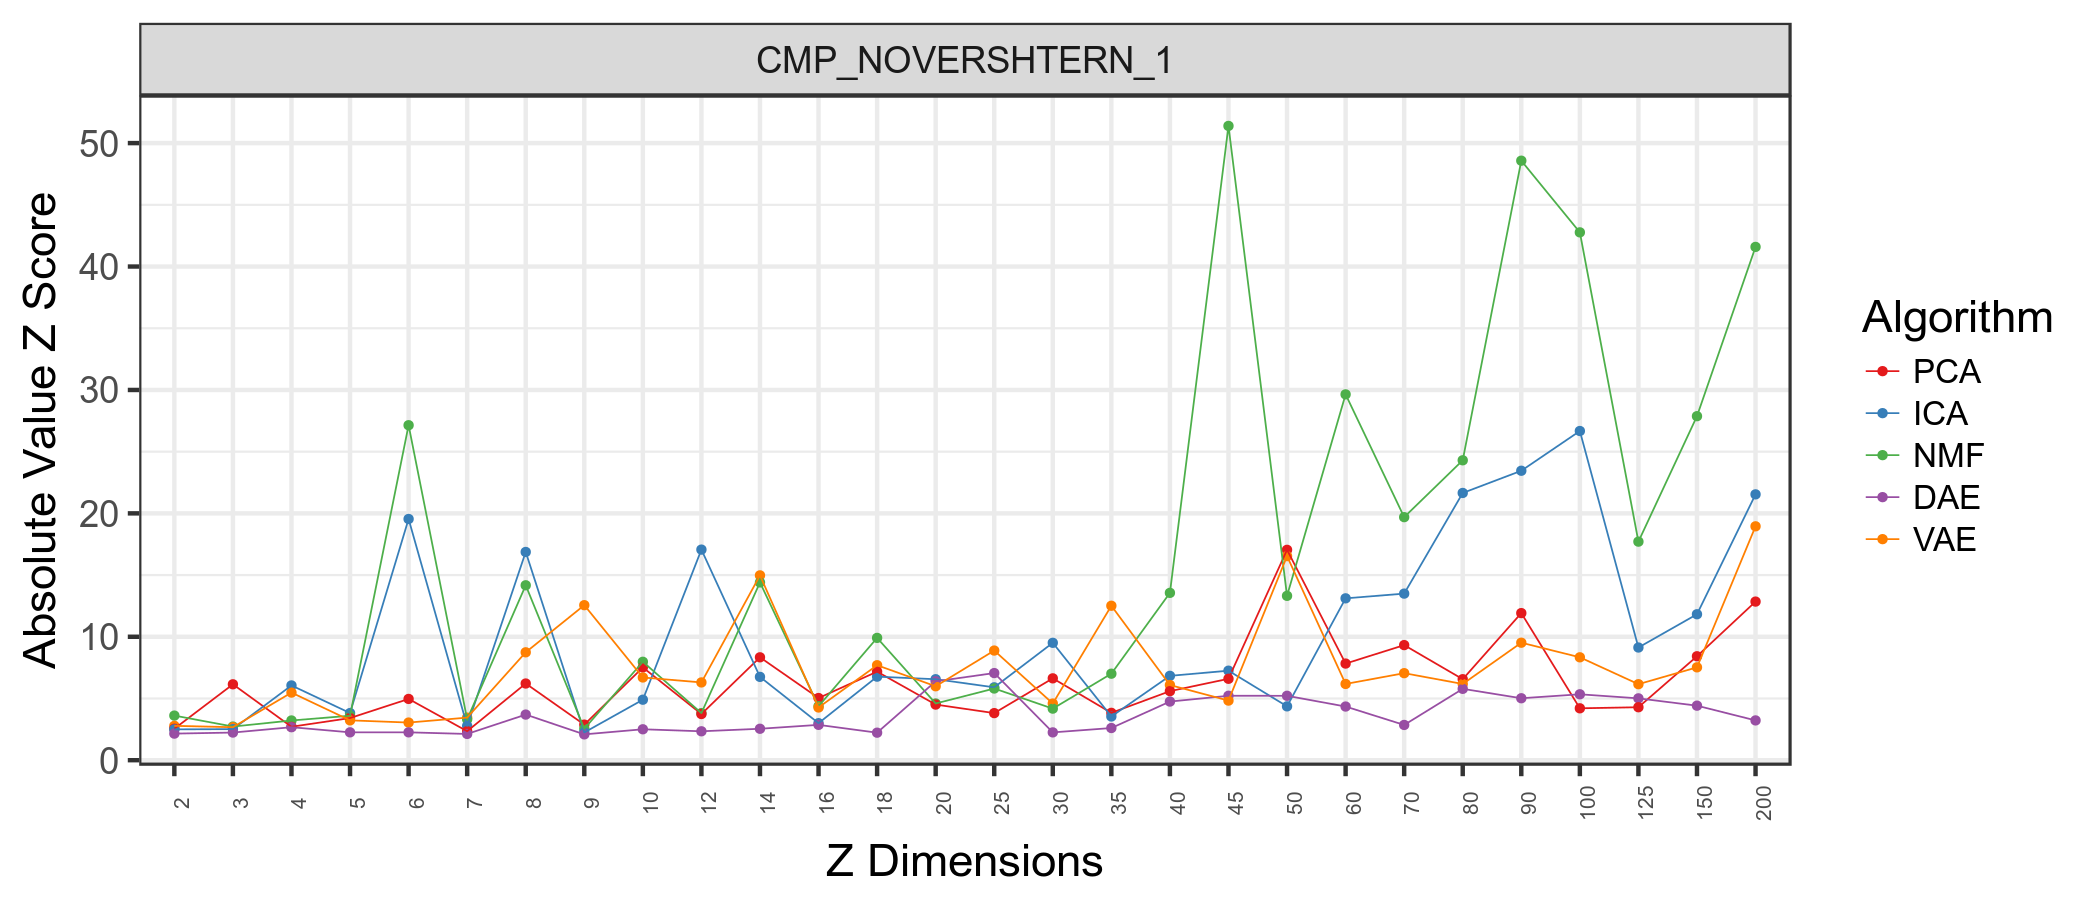 CMP_NOVERSHTERN_1
Absolute Value Z Score
50
40
30
20
10
0
2 3 4 5 6 7 8 9 10 12 14 16 18 20 25 30 35 40 45 50 60 70 80 90 100 125 150 200
Z Dimensions
Algorithm
PCA
ICA
NMF
DAE
VAE